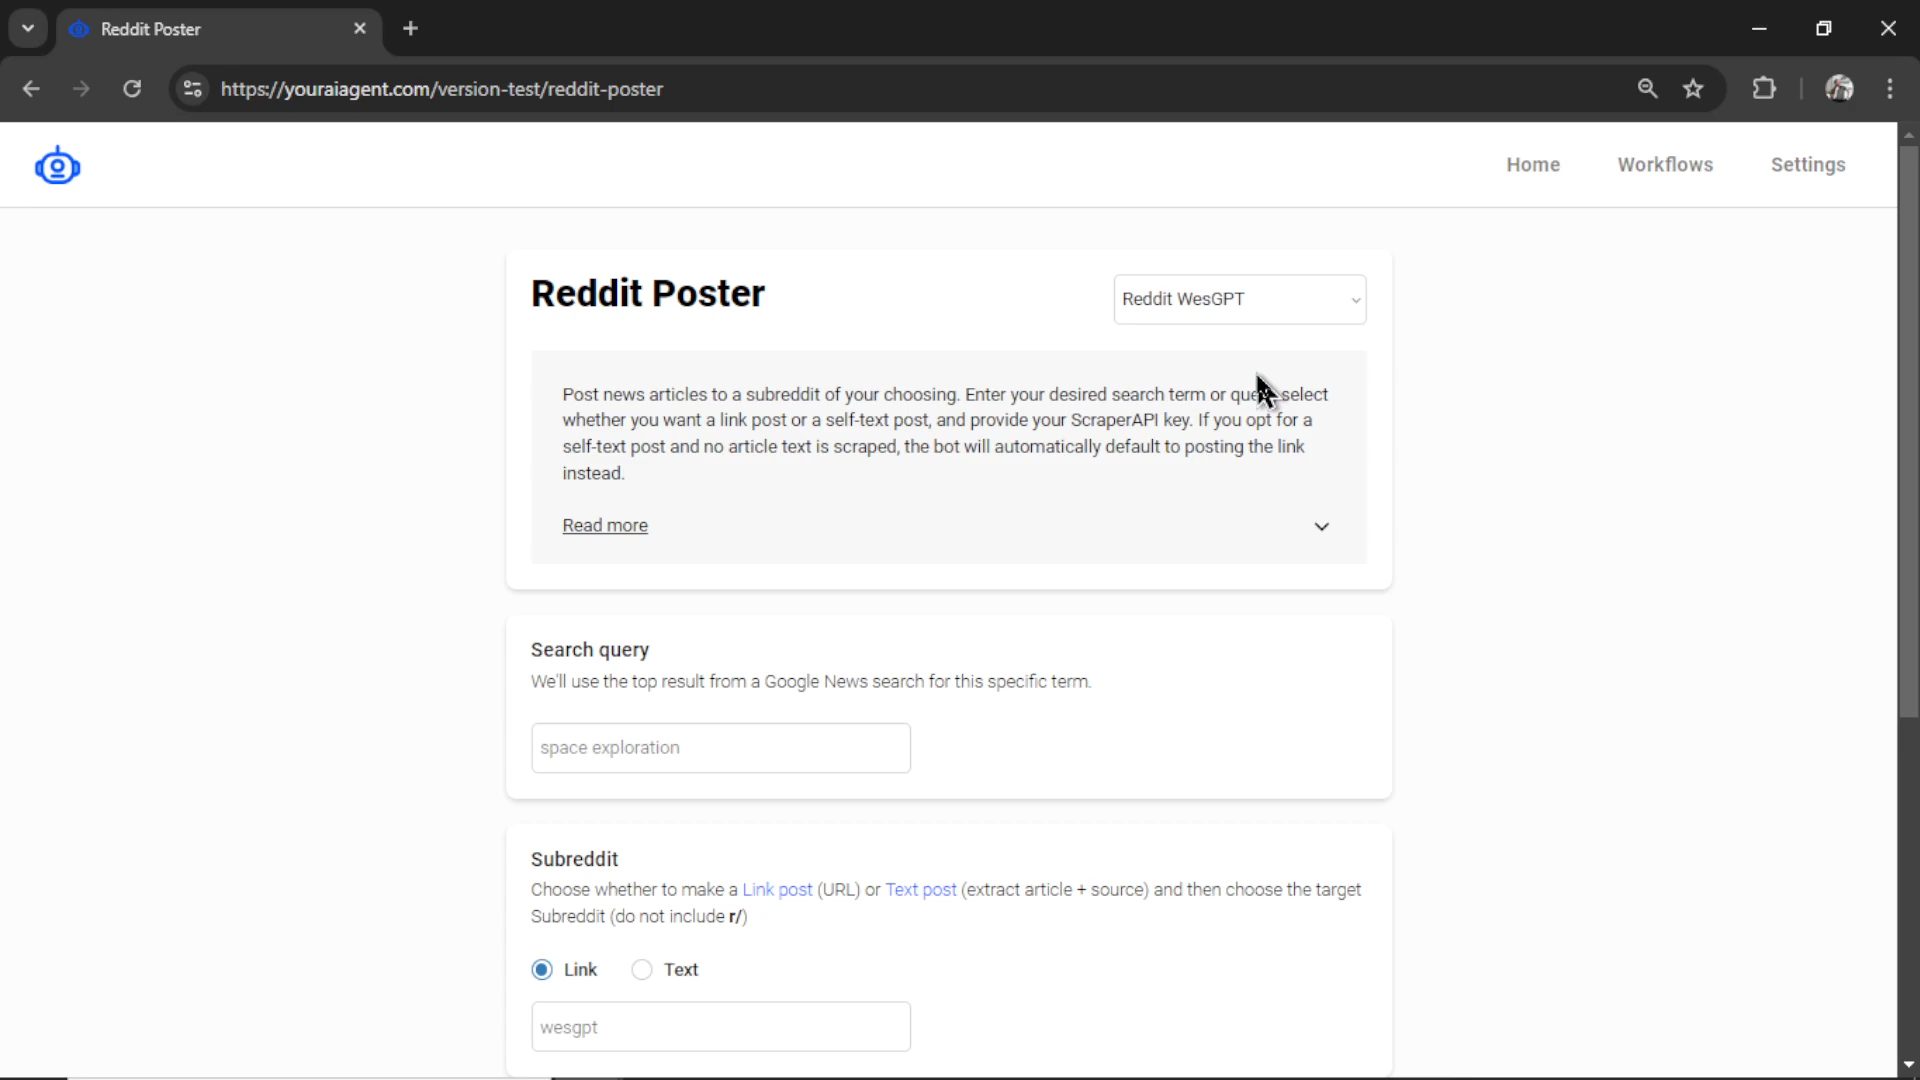 Reddit Poster
https://youraiagent.com/version-test/reddit-poster
Home Workflows Settings
Reddit Poster
Reddit WesGPT
Post news articles to a subreddit of your choosing. Enter your desired search term or select
whether you want a link post or a self-text post, and provide your ScraperAPI key. If you opt for a
self-text post and no article text is scraped, the bot will automatically default to posting the link
instead.
Read more
Search query
We'll use the top result from a Google News search for this specific term.
space exploration
Subreddit
Choose whether to make a Link post (URL) or Text post (extract article + source) and then choose the target
Subreddit (do not include r/)
Link Text
wesgpt